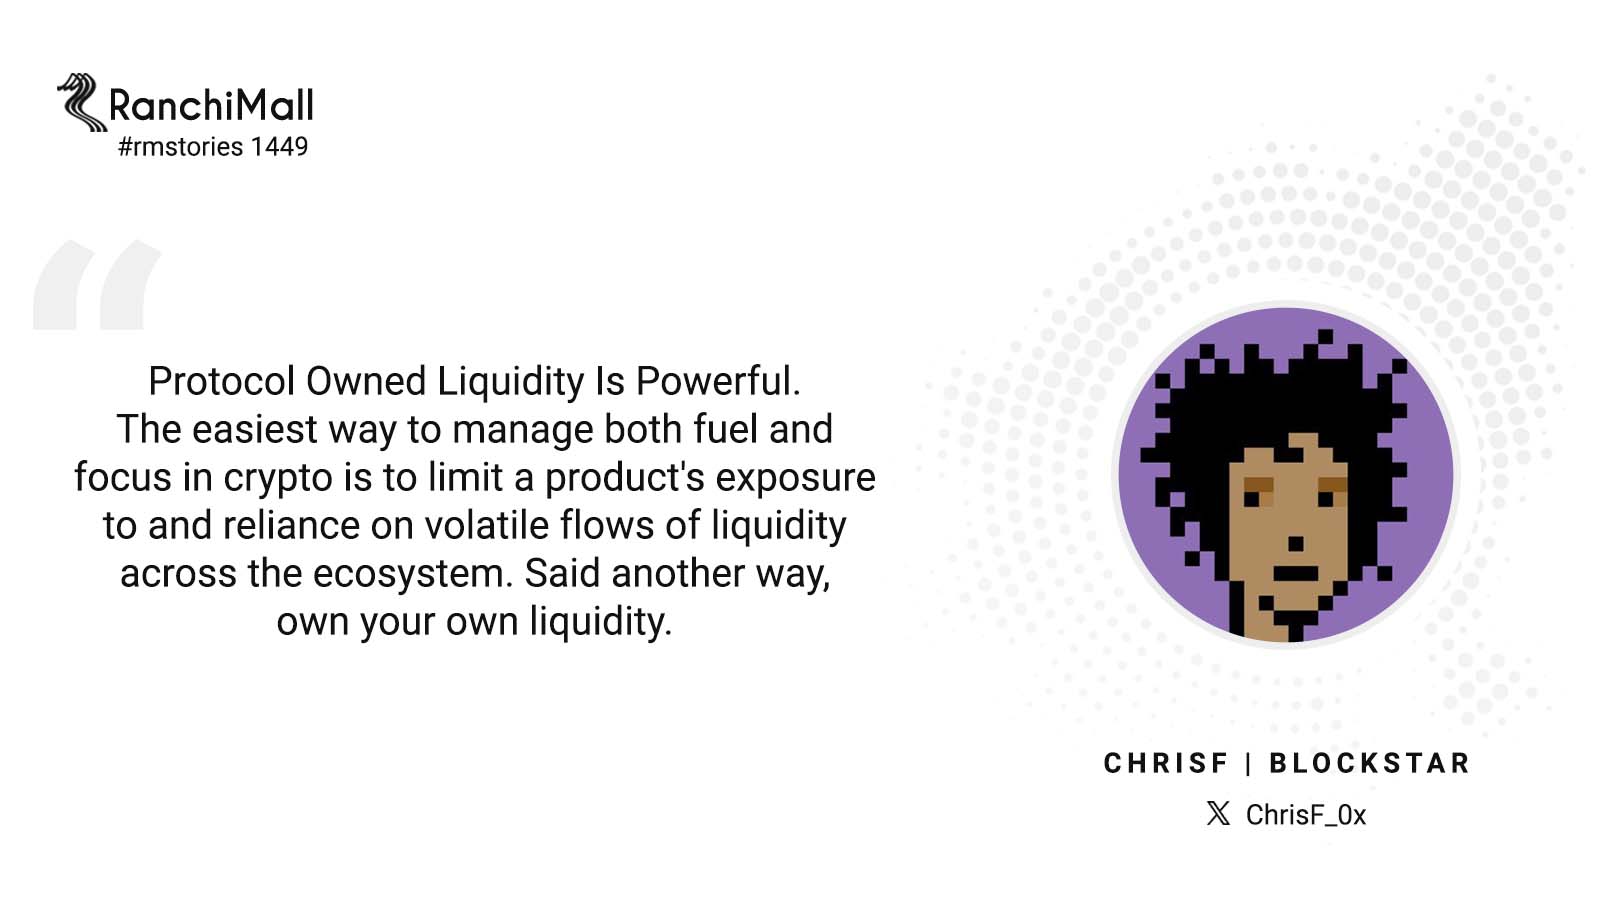 RanchiMall
#rmstories 1449
“
Protocol Owned Liquidity Is Powerful.
The easiest way to manage both fuel and
focus in crypto is to limit a product's exposure
to and reliance on volatile flows of liquidity
across the ecosystem. Said another way,
own your own liquidity.
CHRISF | BLOCKSTAR
𝕏 ChrisF_0x